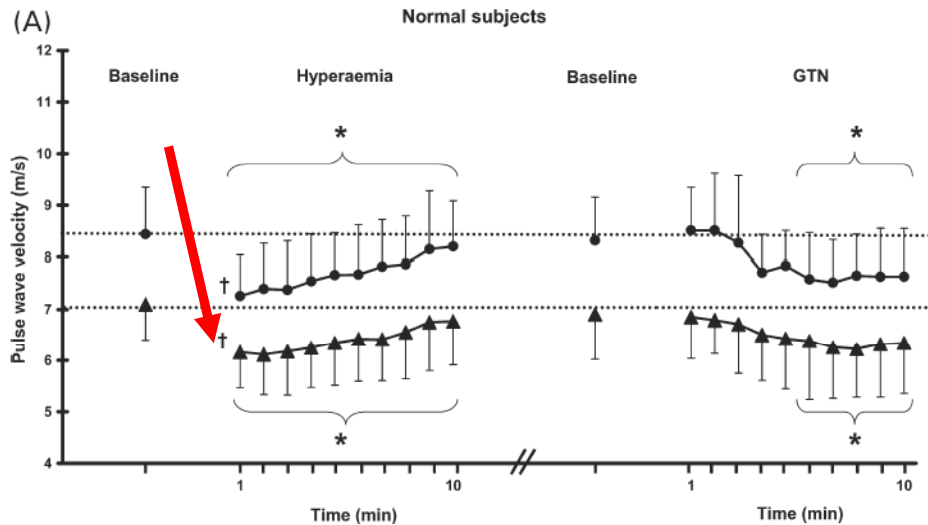 (A)
Normal subjects
Baseline Hyperaemia Baseline GTN
Pulse wave velocity (m/s)
12
11
10
9
8
7
6
5
4
* *
†
†
* *
1 10 1 10
Time (min) Time (min)